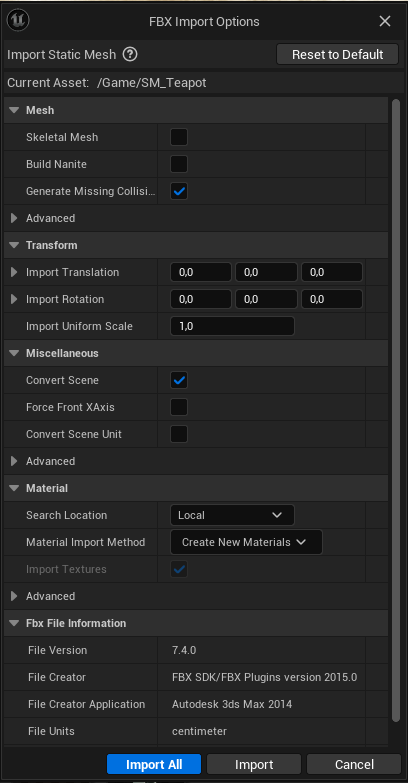 FBX Import Options
Import Static Mesh ? Reset to Default
Current Asset: /Game/SM_Teapot
Mesh
Skeletal Mesh
Build Nanite
Generate Missing Collisi...
Advanced
Transform
Import Translation 0,0 0,0 0,0
Import Rotation 0,0 0,0 0,0
Import Uniform Scale 1,0
Miscellaneous
Convert Scene
Force Front XAxis
Convert Scene Unit
Advanced
Material
Search Location Local
Material Import Method Create New Materials
Import Textures
Advanced
Fbx File Information
File Version 7.4.0
File Creator FBX SDK/FBX Plugins version 2015.0
File Creator Application Autodesk 3ds Max 2014
File Units centimeter
Import All Import Cancel